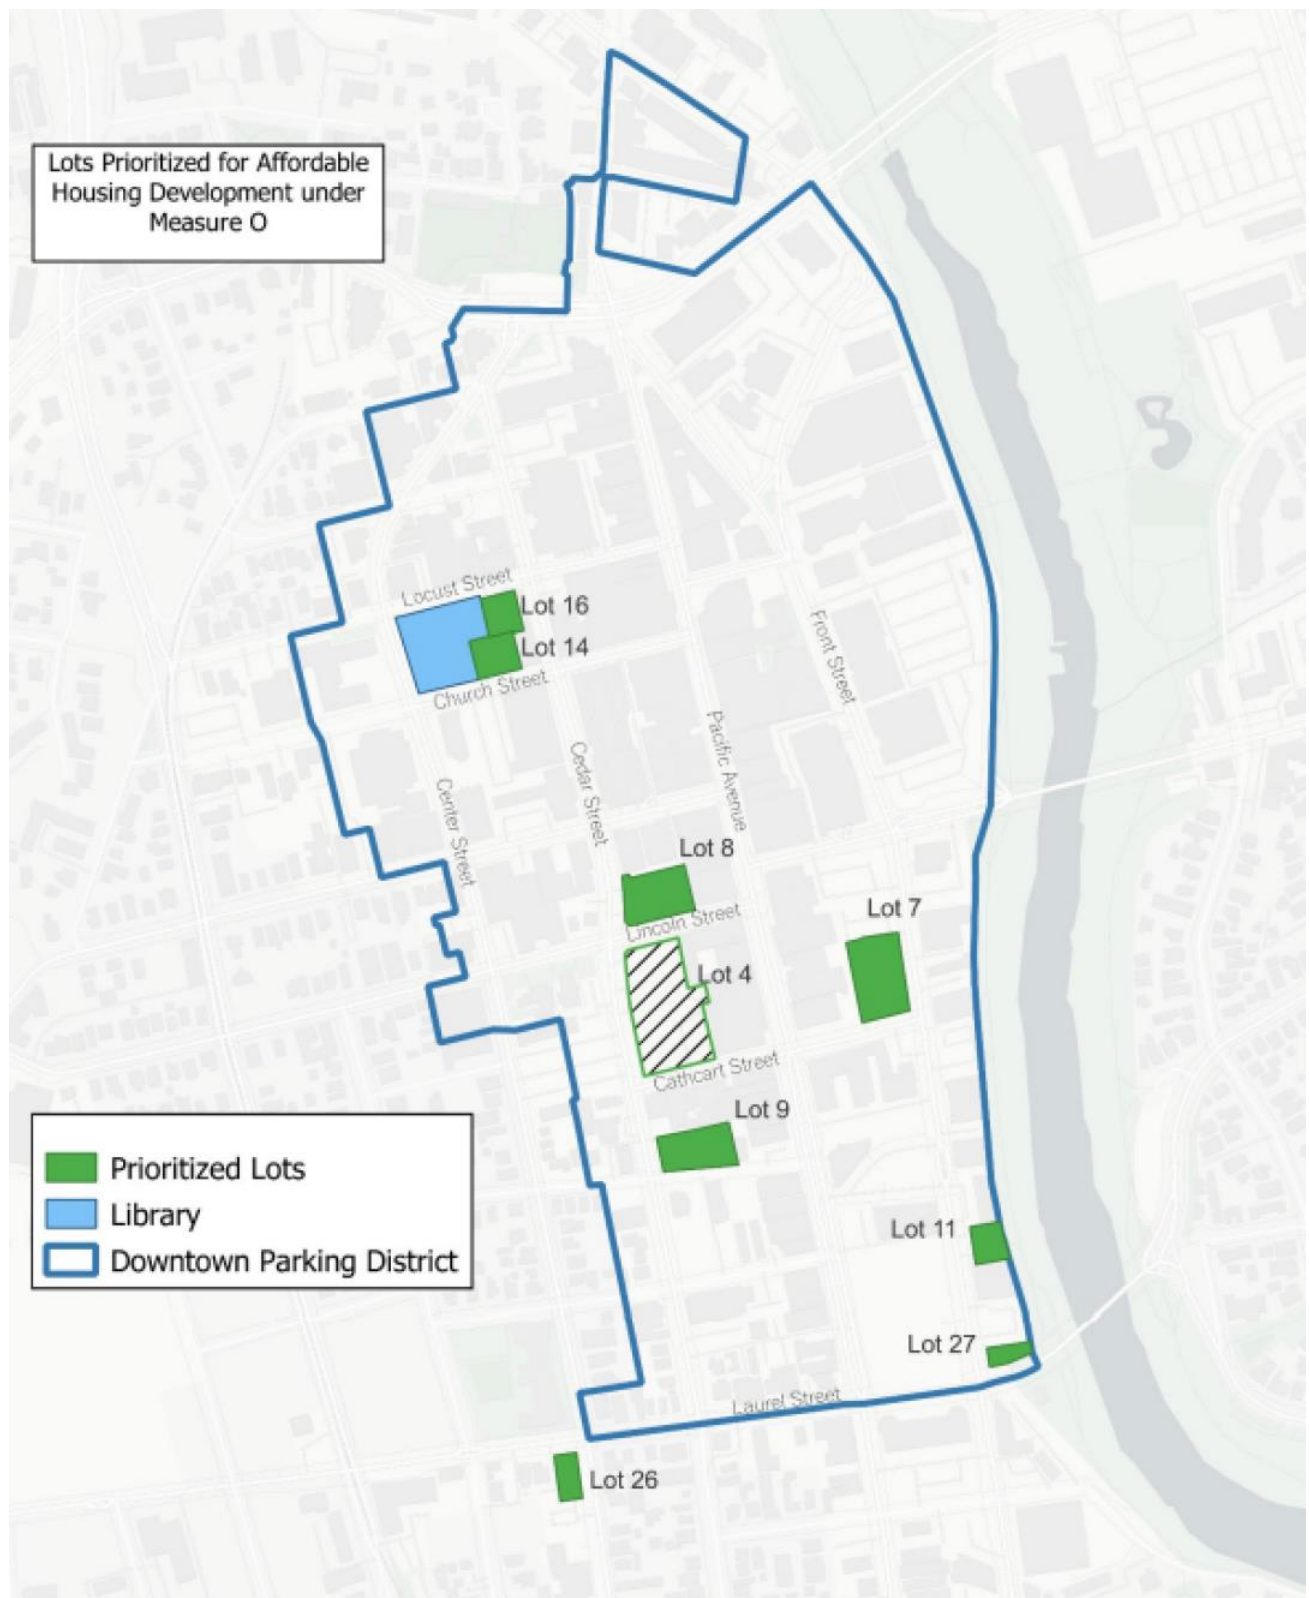 Lots Prioritized for Affordable
Housing Development under
Measure O
Locust Street
Lot 16
Lot 14
Church Street
Front Street
Pacific Avenue
Cedar Street
Center Street
Lot 8
Lincoln Street
Lot 7
Lot 4
Cathcart Street
Lot 9
Prioritized Lots
Library
Downtown Parking District
Lot 11
Lot 27
Laurel Street
Lot 26